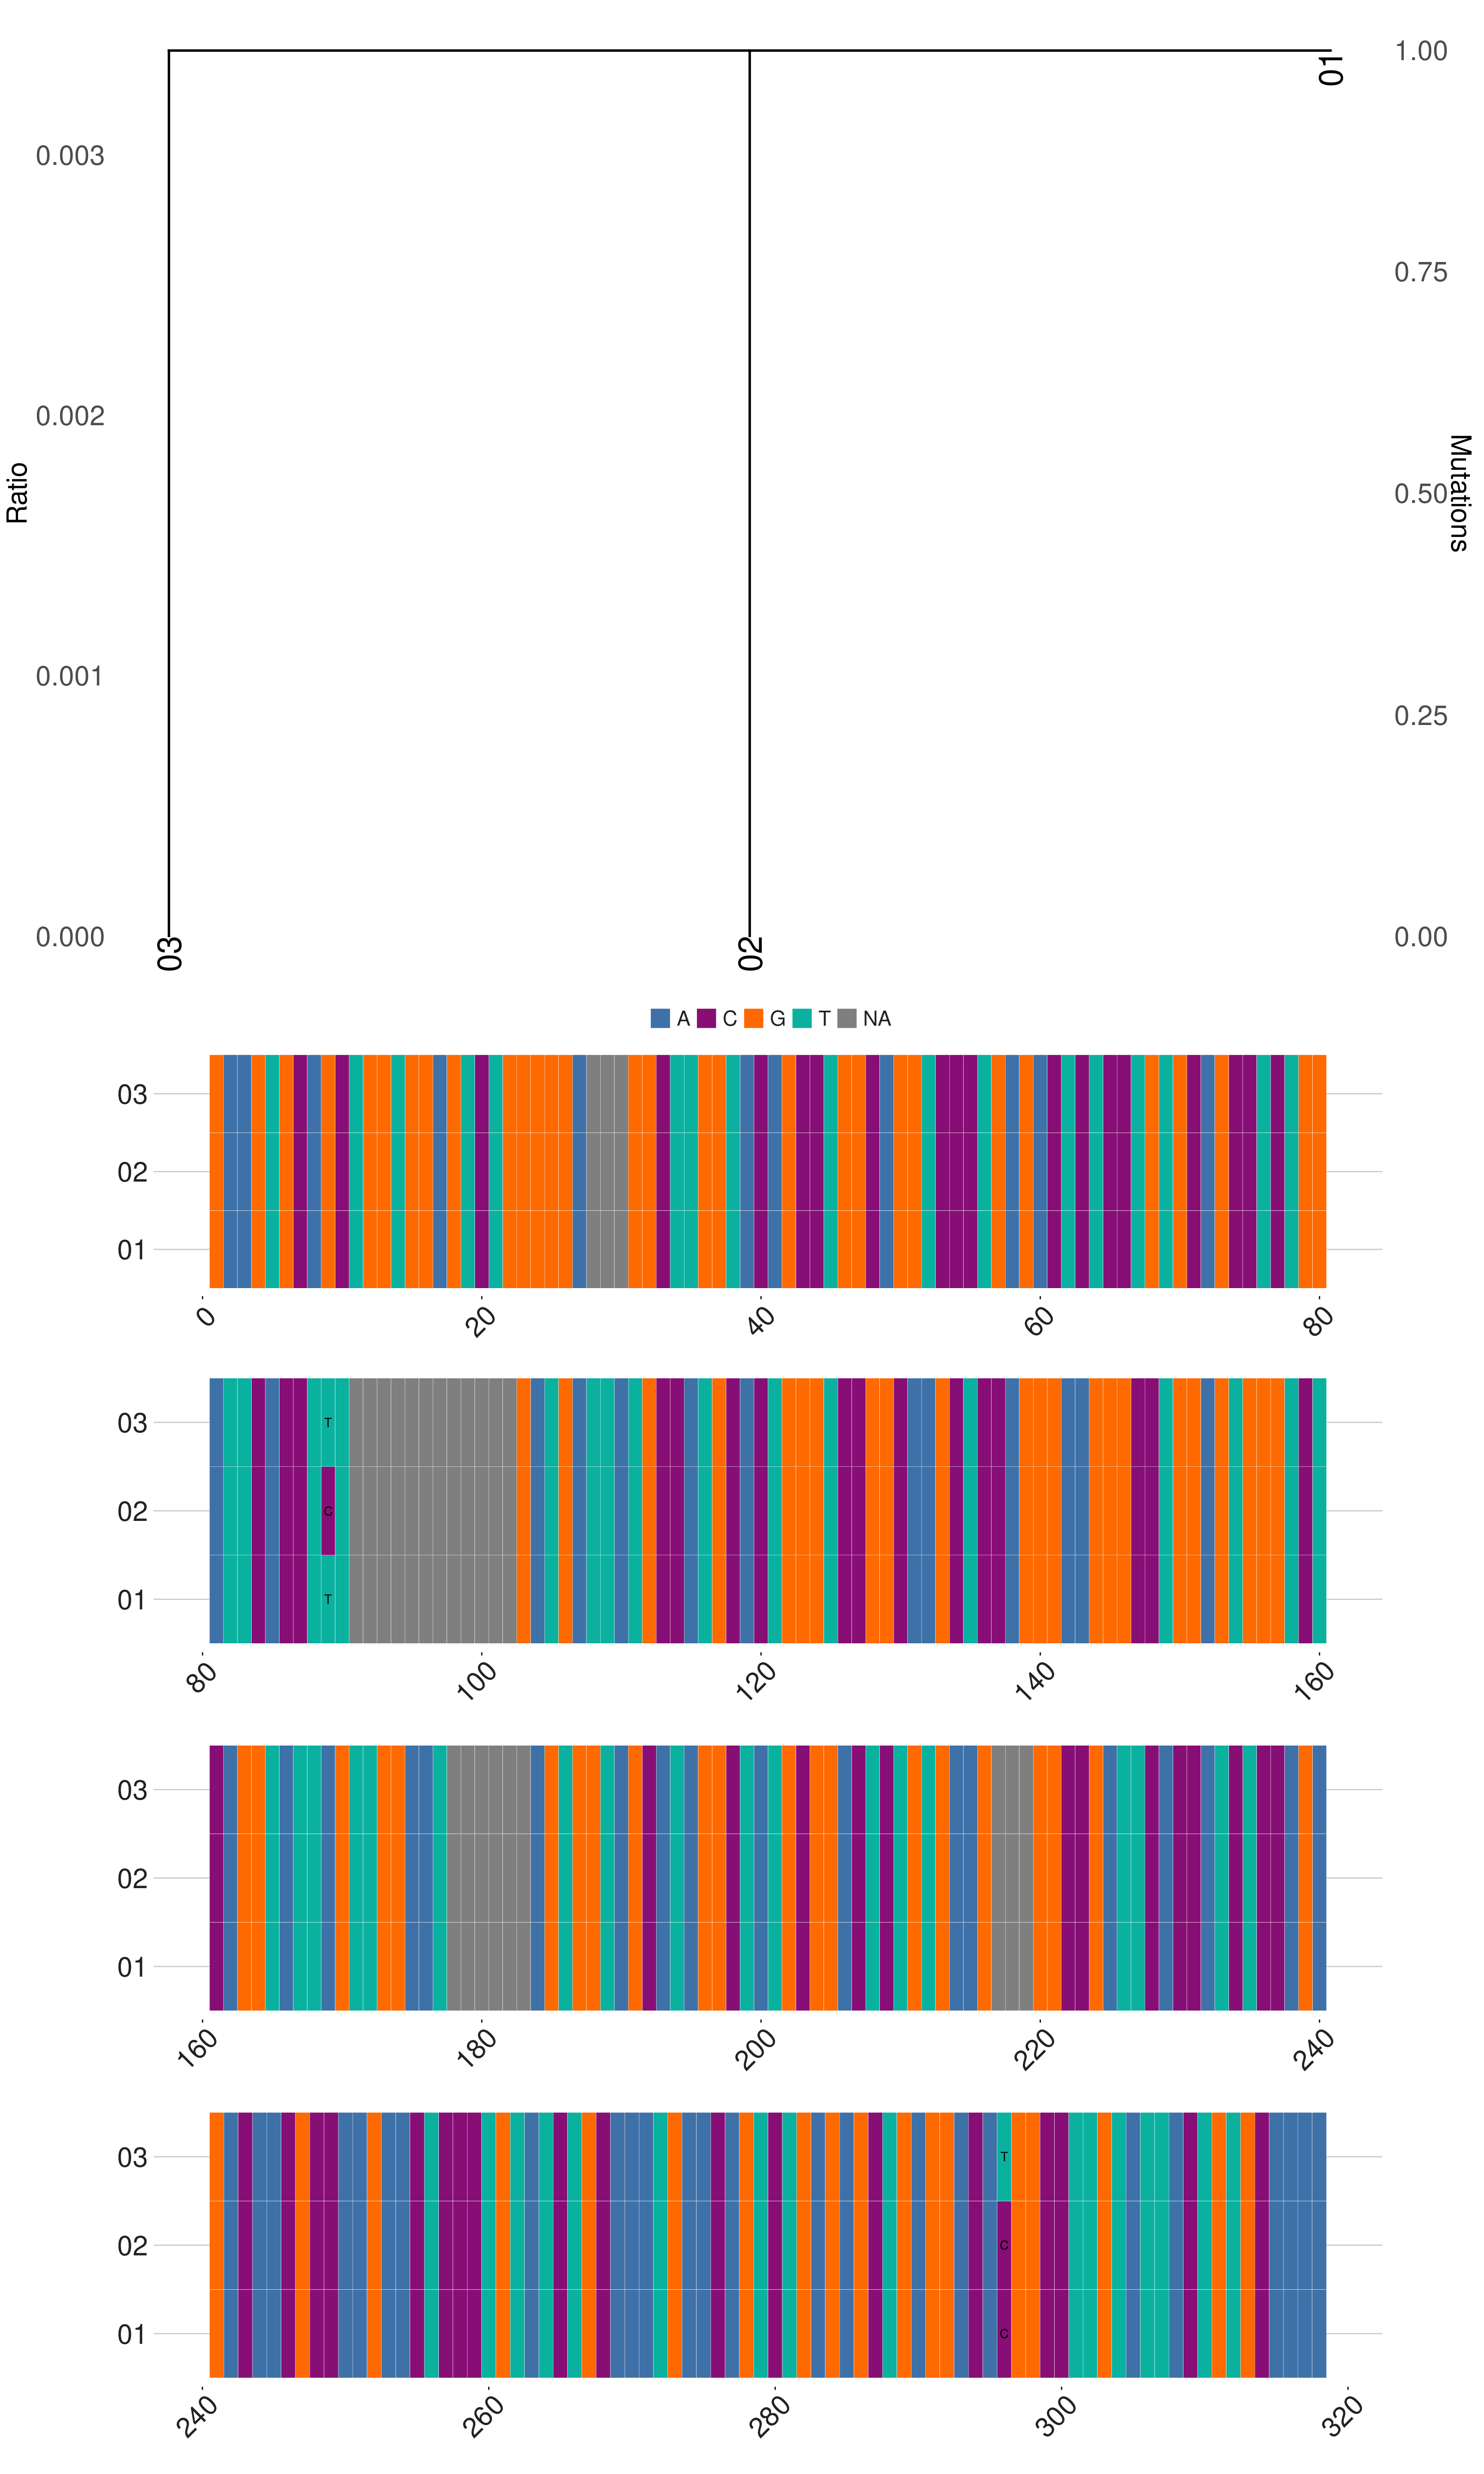 01
1.00
0.003
0.75
0.002
Ratio
0.50
Mutations
0.001
0.25
0.000
03
02
0.00
A C G T NA
03
02
01
0 20 40 60 80
03 T
02 C
01 T
80 100 120 140 160
03
02
01
160 180 200 220 240
03 T
02 C
01 C
240 260 280 300 320